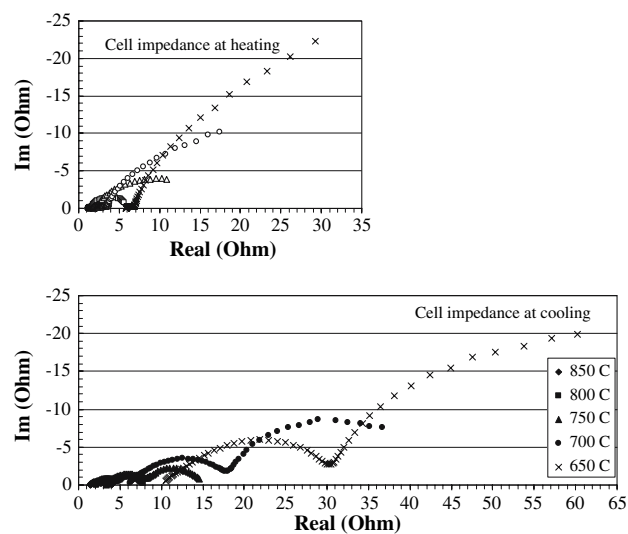 -25
Cell impedance at heating
-20
-15
-10
-5
0
Im (Ohm)
0 5 10 15 20 25 30 35
Real (Ohm)
-25
Cell impedance at cooling
-20
-15
-10
-5
0
Im (Ohm)
850 C
800 C
750 C
700 C
650 C
0 5 10 15 20 25 30 35 40 45 50 55 60 65
Real (Ohm)